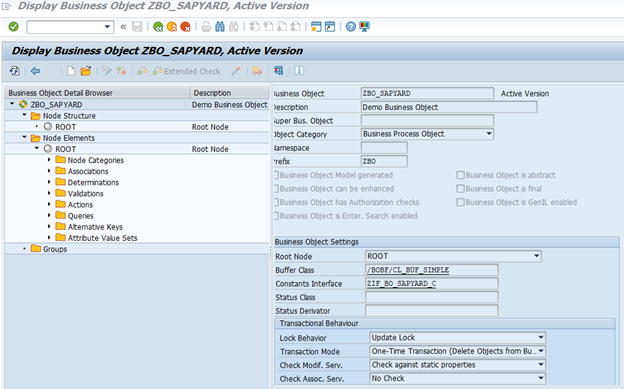 Display Business Object ZBO_SAPYARD, Active Version
Display Business Object ZBO_SAPYARD, Active Version
Extended Check
Business Object Detail Browser Description
ZBO_SAPYARD Demo Business Object
Node Structure
ROOT Root Node
Node Elements
ROOT Root Node
Node Categories
Associations
Determinations
Validations
Actions
Queries
Alternative Keys
Attribute Value Sets
Groups
Business Object ZBO_SAPYARD Active Version
Description Demo Business Object
Super Bus. Object
Object Category Business Process Object
Namespace
Prefix ZBO
Business Object Model generated Business Object is abstract
Business Object can be enhanced Business Object is final
Business Object has Authorization checks Business Object is GenIL enabled
Business Object is Enter. Search enabled
Business Object Settings
Root Node ROOT
Buffer Class /BOBF/CL_BUF_SIMPLE
Constants Interface ZIF_BO_SAPYARD_C
Status Class
Status Derivator
Transactional Behaviour
Lock Behavior Update Lock
Transaction Mode One-Time Transaction (Delete Objects from Bu ...
Check Modif. Serv. Check against static properties
Check Assoc. Serv. No Check